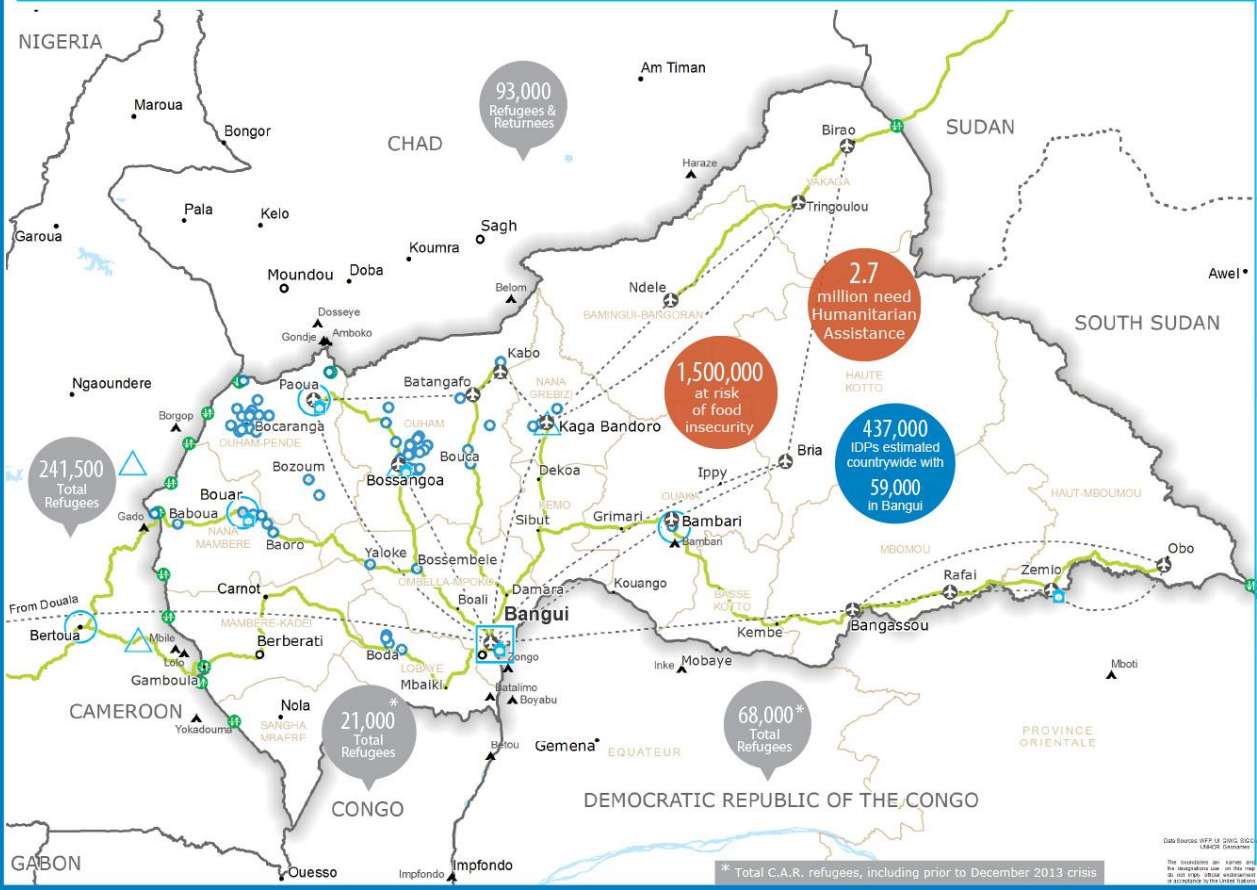 NIGERIA
Am Timan
93,000
Refugees &
Returnees
Maroua
Bongor
CHAD
Birao
SUDAN
Haraze
VAKAGA
Tringoulou
Pala
Kelo
Sagh
Garoua
Koumra
Moundou
Doba
Awel
Belom
Ndele
BAMINGUI-BANGORAN
2.7
million need
Humanitarian
Assistance
SOUTH SUDAN
Dosseye
Gondje
Amboko
Kabo
Ngaoundere
Paoua
Batangafo
NANA
GREBIZI
1,500,000
at risk
of food
insecurity
HAUTE
KOTTO
Borgop
Bocaranga
OUHAM-PENDE
OUHAM
Kaga Bandoro
437,000
IDPs estimated
countrywide with
59,000
in Bangui
241,500
Total
Refugees
Bozoum
Bouca
Bossangoa
Dekoa
Ippy
Bria
Bouar
Baboua
Gado
NANA
MAMBERE
KEMO
OUAKA
HAUT-MBOUMOU
Baoro
Sibut
Grimari
Bambari
Bambari
MBOMOU
Obo
Yaloke
Bossembele
OMBELLA-MPOKO
Kouango
Rafai
Zemio
From Douala
Carnot
Boali
Damara
BASSE
KOTTO
Bangui
Bangassou
Bertoua
MAMBERE-KADEI
Kembe
Mbile
Lolo
Berberati
Boda
LOBAYE
Zongo
Inke
Mobaye
Mboti
Gamboula
Mbaiki
Batalimo
Boyabu
CAMEROON
Yokadouma
Nola
SANGHA
MBAERE
21,000*
Total
Refugees
68,000*
Total
Refugees
Betou
Gemena
EQUATEUR
PROVINCE
ORIENTALE
CONGO
DEMOCRATIC REPUBLIC OF THE CONGO
GABON
Ouesso
Impfondo
Impfondo
* Total C.A.R. refugees, including prior to December 2013 crisis